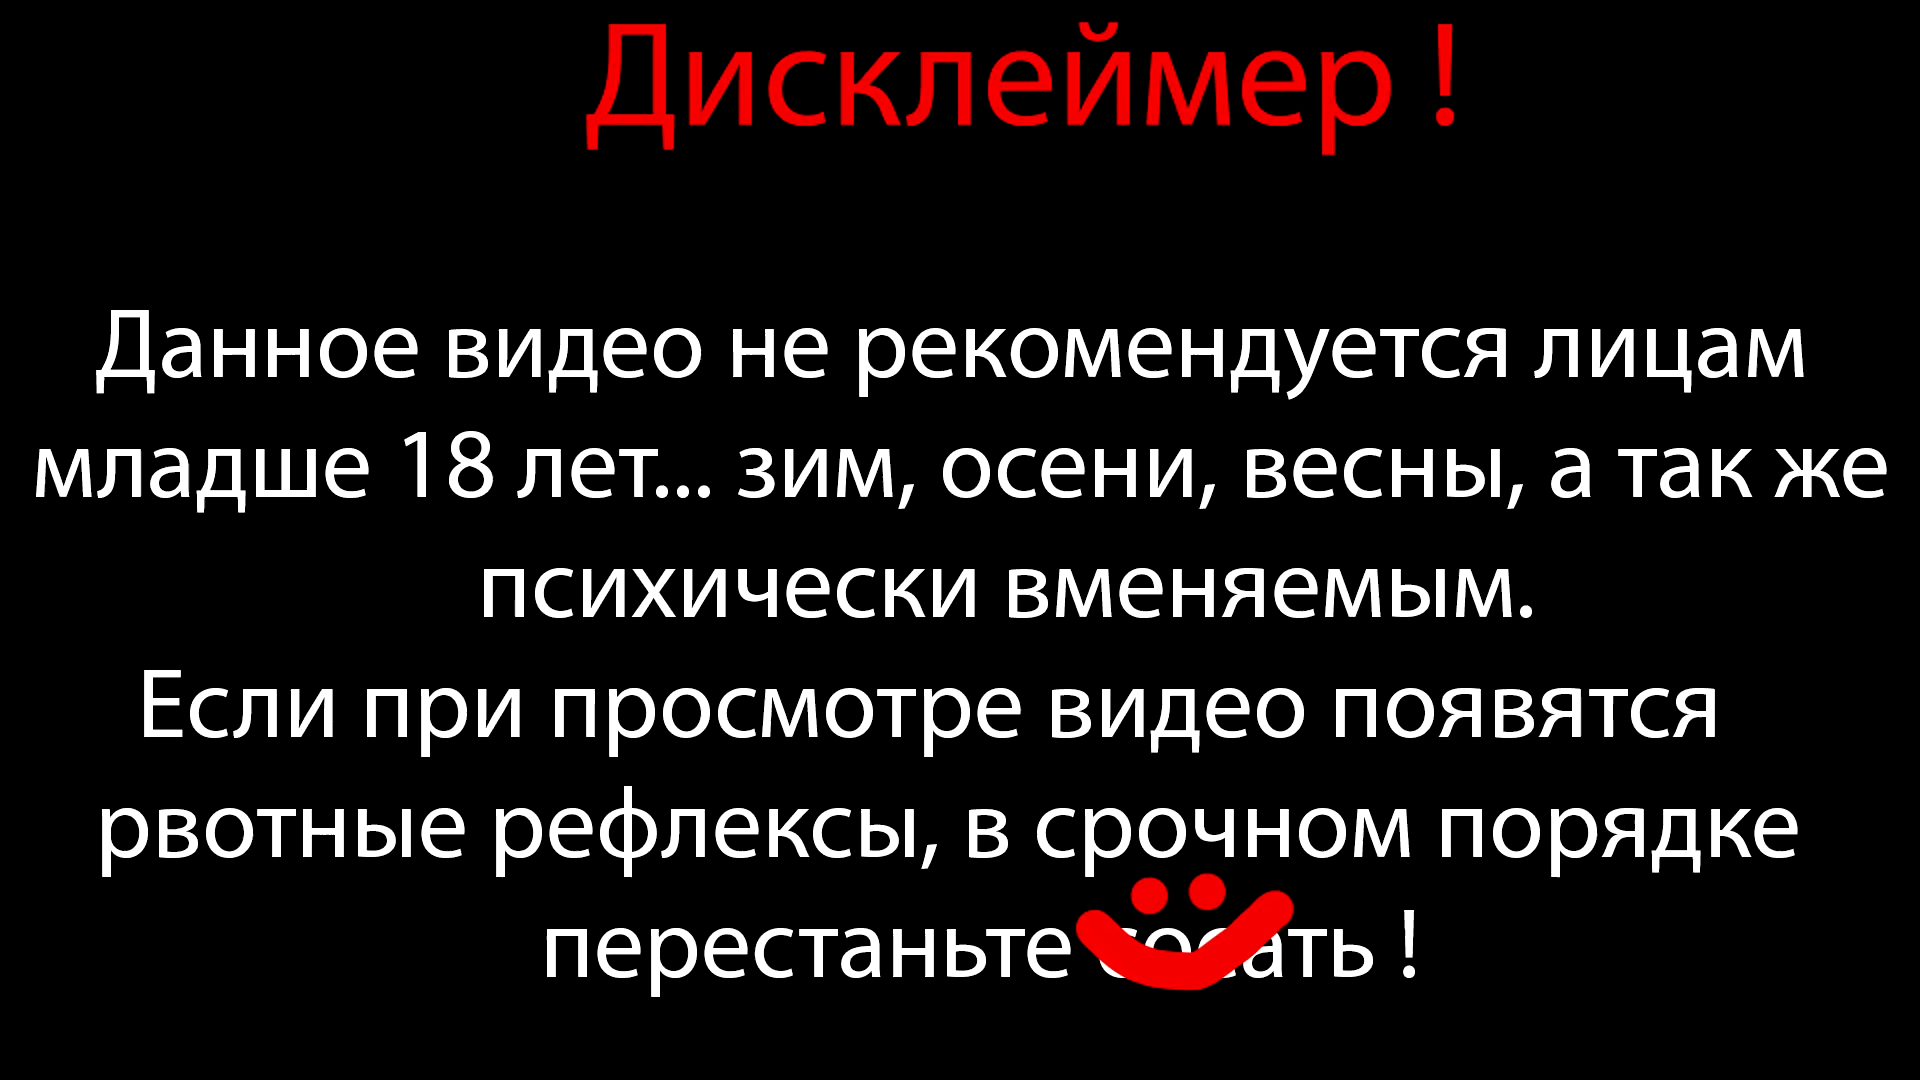 Дисклеймер !
Данное видео не рекомендуется лицам
младше 18 лет... зим, осени, весны, а так же
психически вменяемым.
Если при просмотре видео появятся
рвотные рефлексы, в срочном порядке
перестаньте сосать !